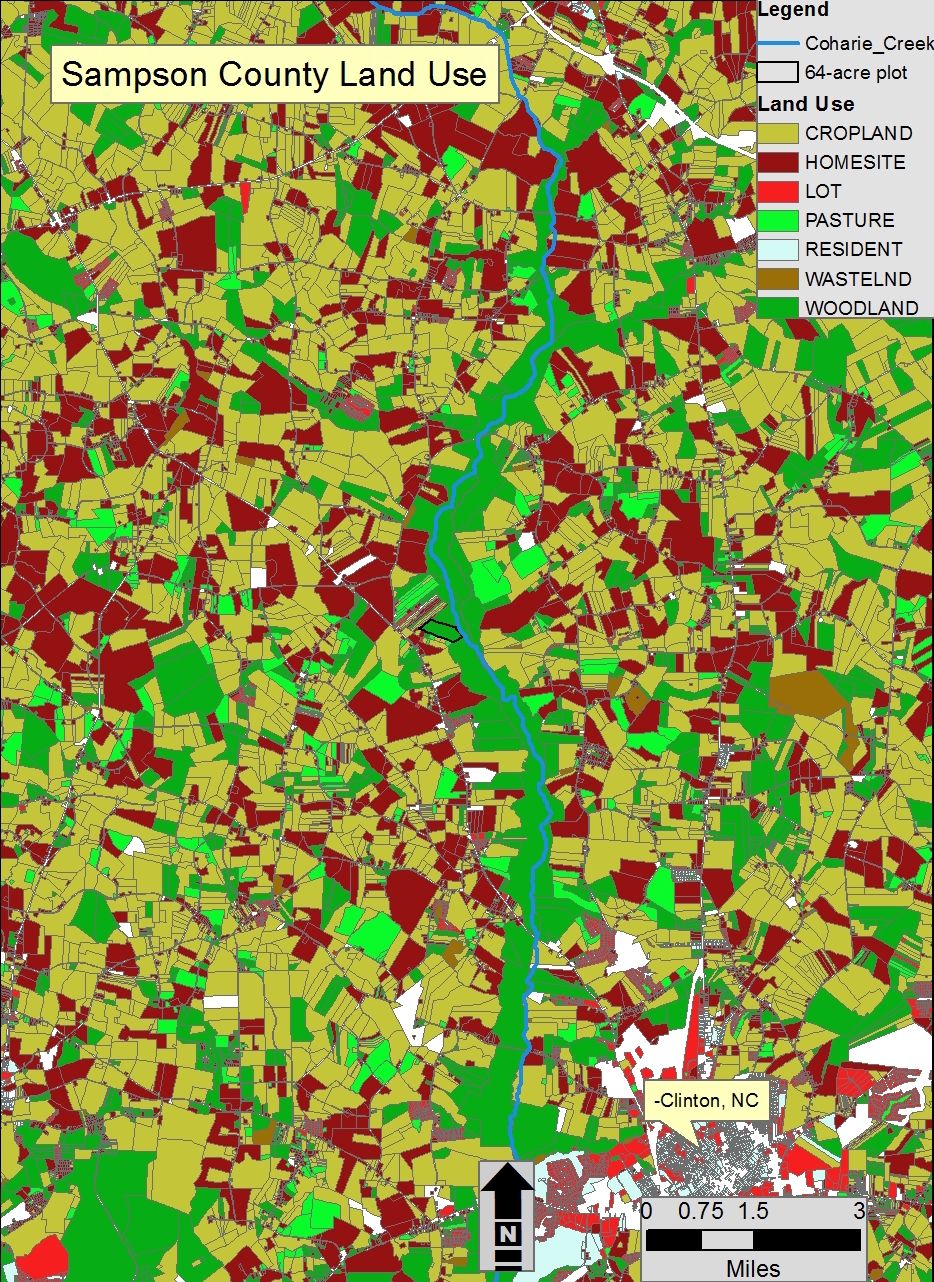 Sampson County Land Use
Legend
Coharie_Creek
64-acre plot
Land Use
CROPLAND
HOMESITE
LOT
PASTURE
RESIDENT
WASTELND
WOODLAND
-Clinton, NC
N
0 0.75 1.5 3
Miles